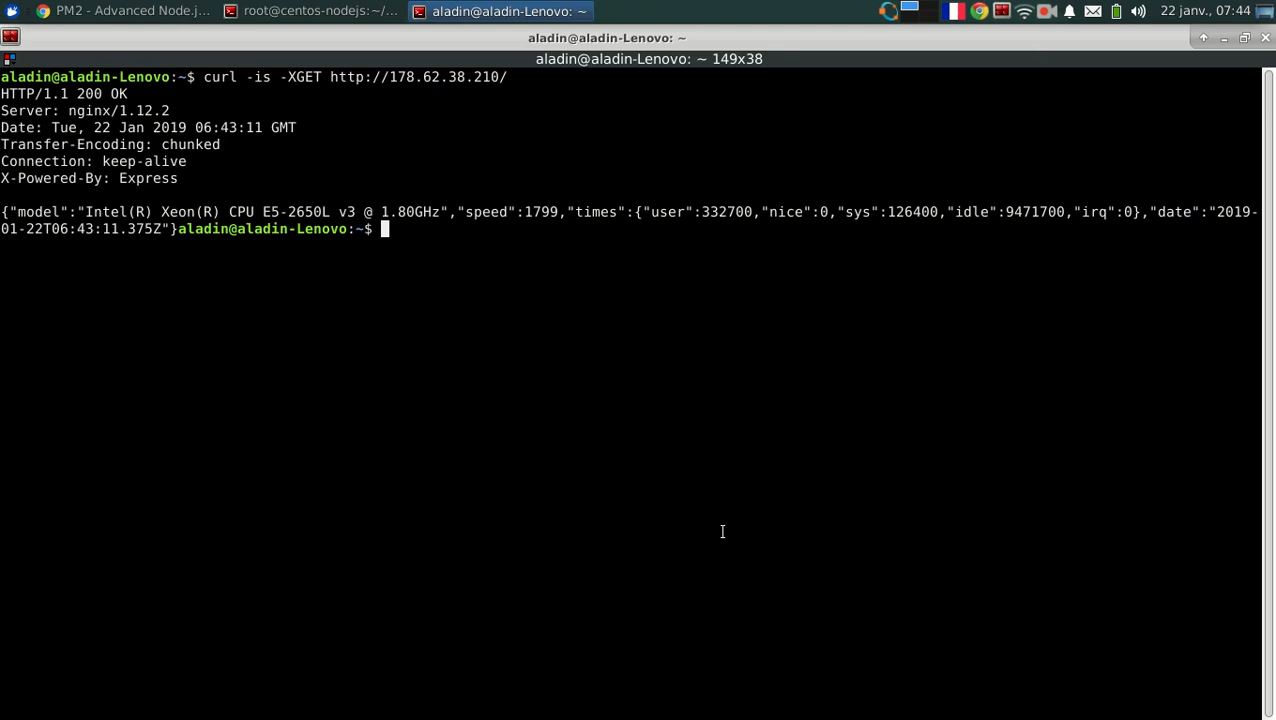 PM2 - Advanced Node.j... root@centos-nodejs:~/... aladin@aladin-Lenovo: ~ 22 janv., 07:44
aladin@aladin-Lenovo: ~
aladin@aladin-Lenovo: ~ 149x38
aladin@aladin-Lenovo:~$ curl -is -XGET http://178.62.38.210/
HTTP/1.1 200 OK
Server: nginx/1.12.2
Date: Tue, 22 Jan 2019 06:43:11 GMT
Transfer-Encoding: chunked
Connection: keep-alive
X-Powered-By: Express
{"model":"Intel(R) Xeon(R) CPU E5-2650L v3 @ 1.80GHz","speed":1799,"times":{"user":332700,"nice":0,"sys":126400,"idle":9471700,"irq":0},"date":"2019-
01-22T06:43:11.375Z"}aladin@aladin-Lenovo:~$